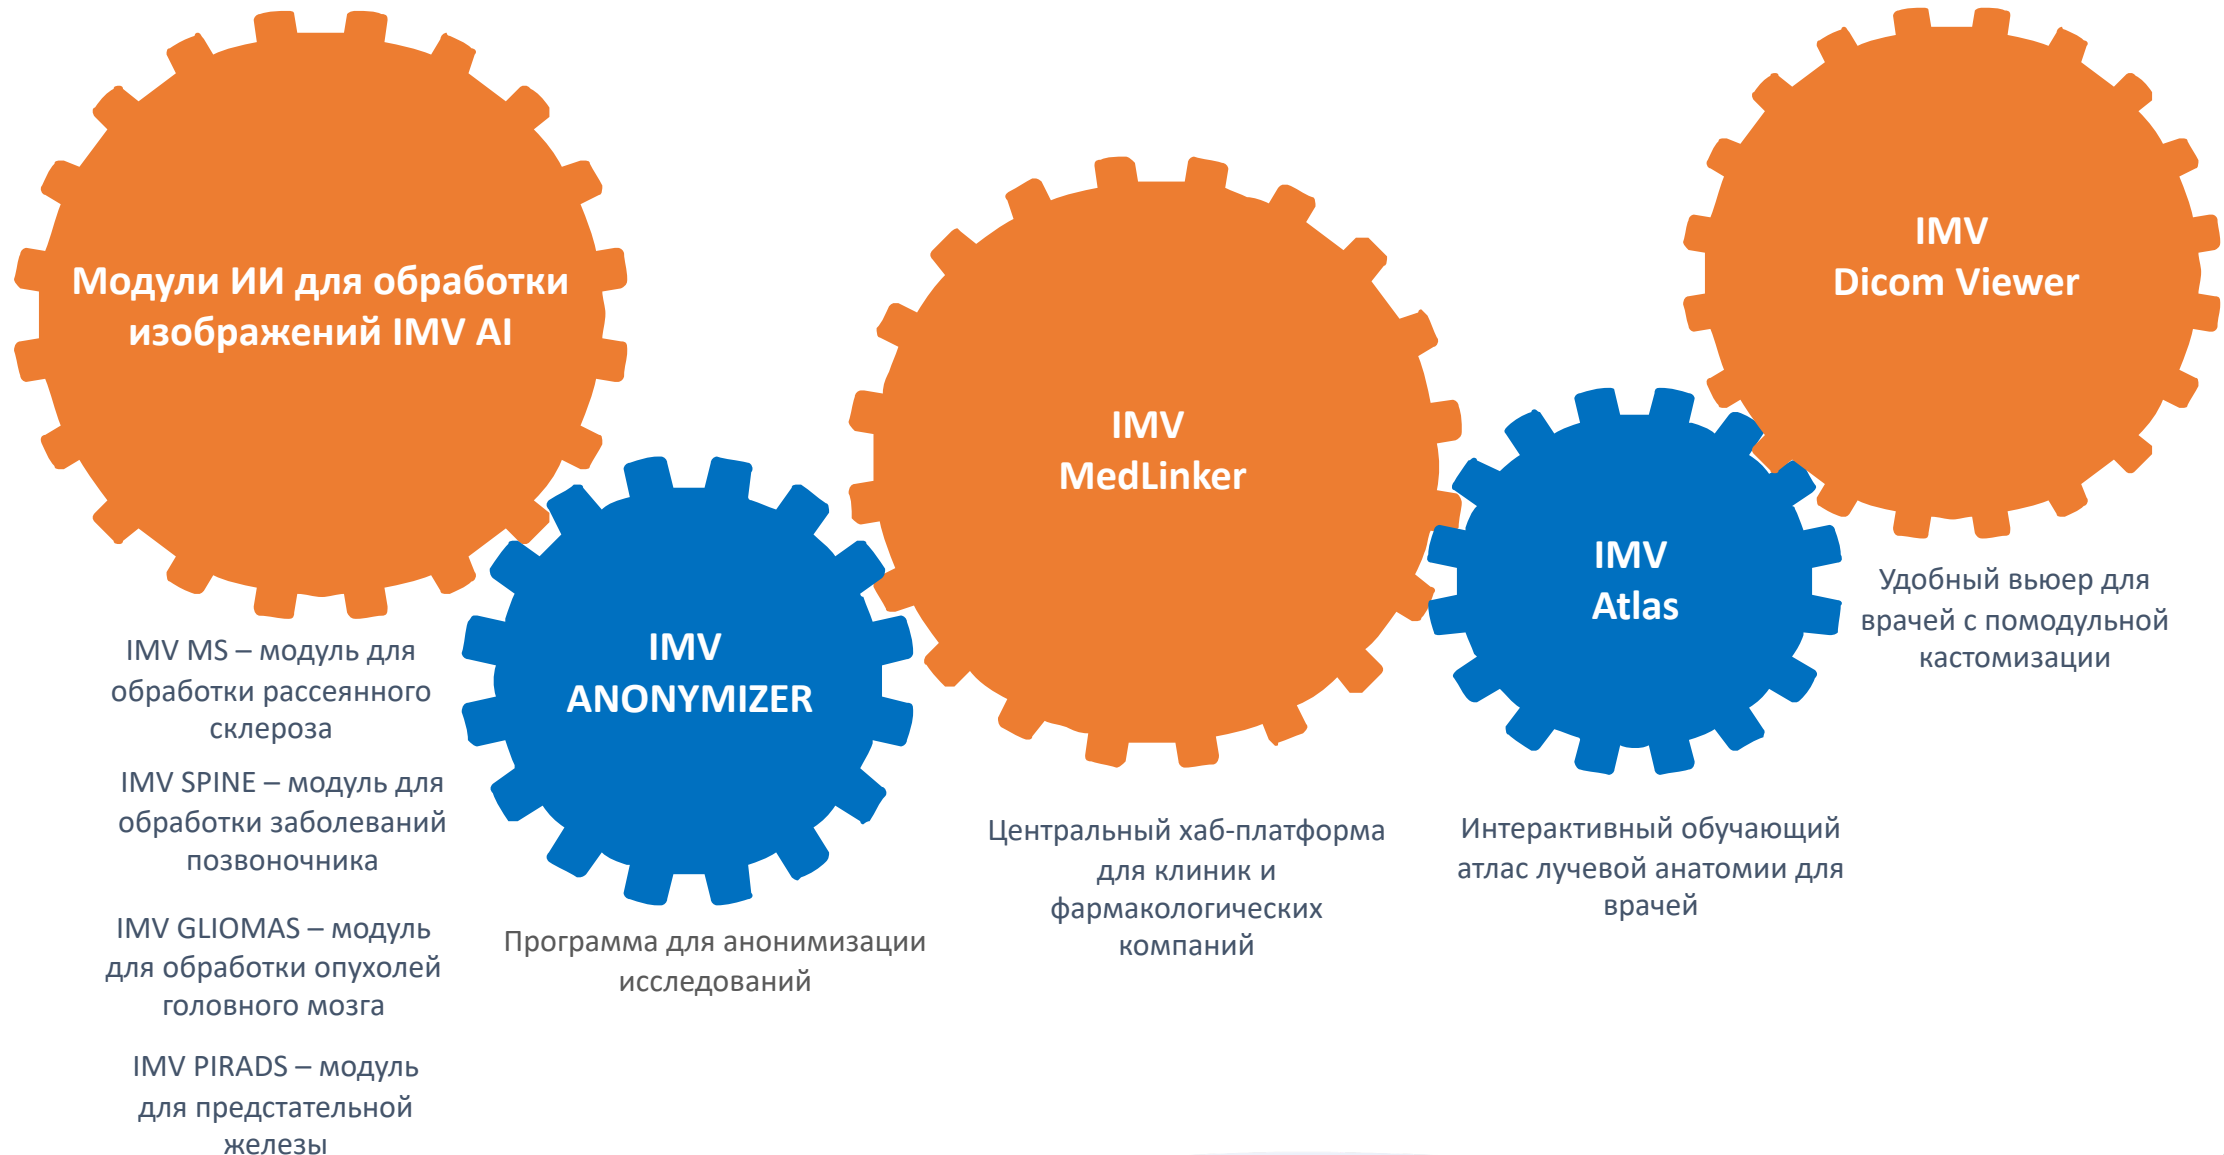 Модули ИИ для обработки
изображений IMV AI
IMV MS – модуль для
обработки рассеянного
склероза
IMV SPINE – модуль для
обработки заболеваний
позвоночника
IMV GLIOMAS – модуль
для обработки опухолей
головного мозга
IMV PIRADS – модуль
для предстательной
железы
IMV
ANONYMIZER
Программа для анонимизации
исследований
IMV
MedLinker
Центральный хаб-платформа
для клиник и
фармакологических
компаний
IMV
Atlas
Интерактивный обучающий
атлас лучевой анатомии для
врачей
IMV
Dicom Viewer
Удобный вьюер для
врачей с помодульной
кастомизации